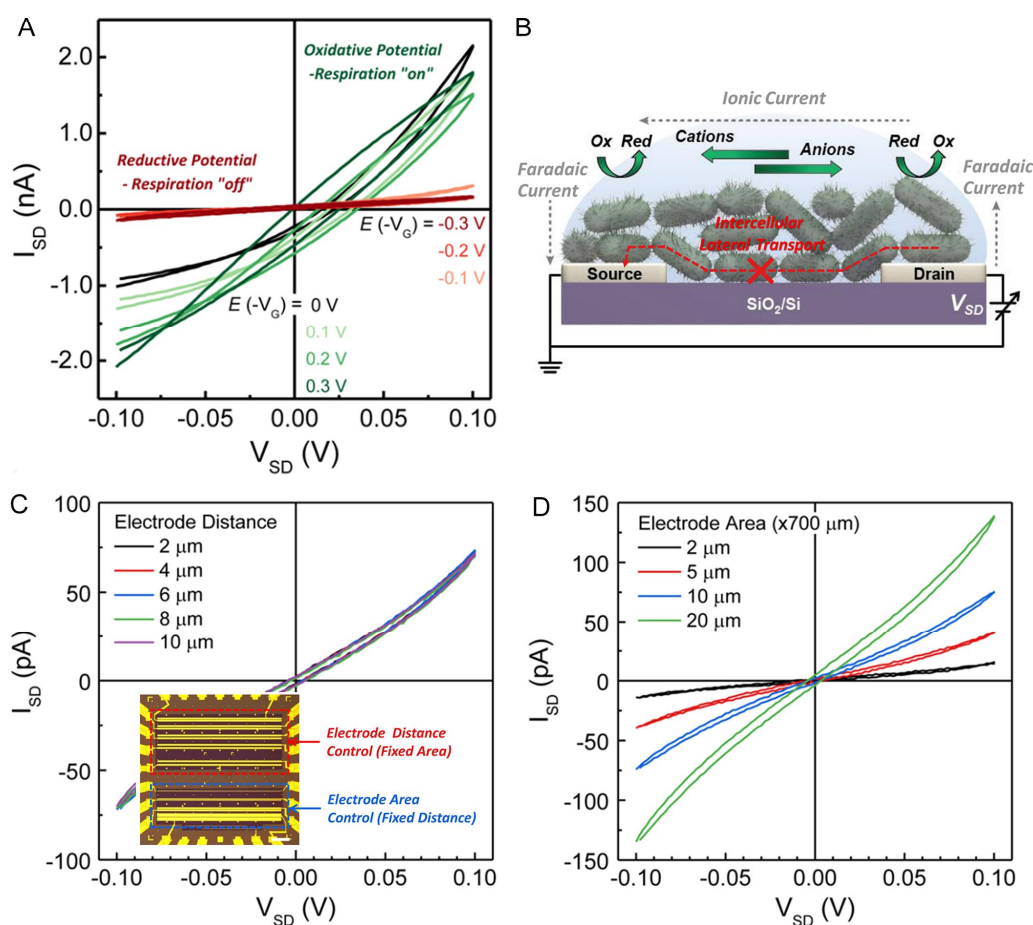 A
2.0
1.0
0.0
-1.0
-2.0
I_SD (nA)
Oxidative Potential
-Respiration "on"
Reductive Potential
- Respiration "off"
E (-V_G) = -0.3 V
-0.2 V
-0.1 V
E (-V_G) = 0 V
0.1 V
0.2 V
0.3 V
-0.10 -0.05 0.00 0.05 0.10
V_SD (V)
B
Ionic Current
Ox Red
Cations
Anions
Red Ox
Faradaic
Current
Faradaic
Current
Intercellular
Lateral Transport
Source
Drain
SiO₂/Si
V_SD
C
100
50
0
-50
-100
I_SD (pA)
Electrode Distance
2 μm
4 μm
6 μm
8 μm
10 μm
Electrode Distance
Control (Fixed Area)
Electrode Area
Control (Fixed Distance)
-0.10 -0.05 0.00 0.05 0.10
V_SD (V)
D
150
100
50
0
-50
-100
-150
I_SD (pA)
Electrode Area (x700 μm)
2 μm
5 μm
10 μm
20 μm
-0.10 -0.05 0.00 0.05 0.10
V_SD (V)